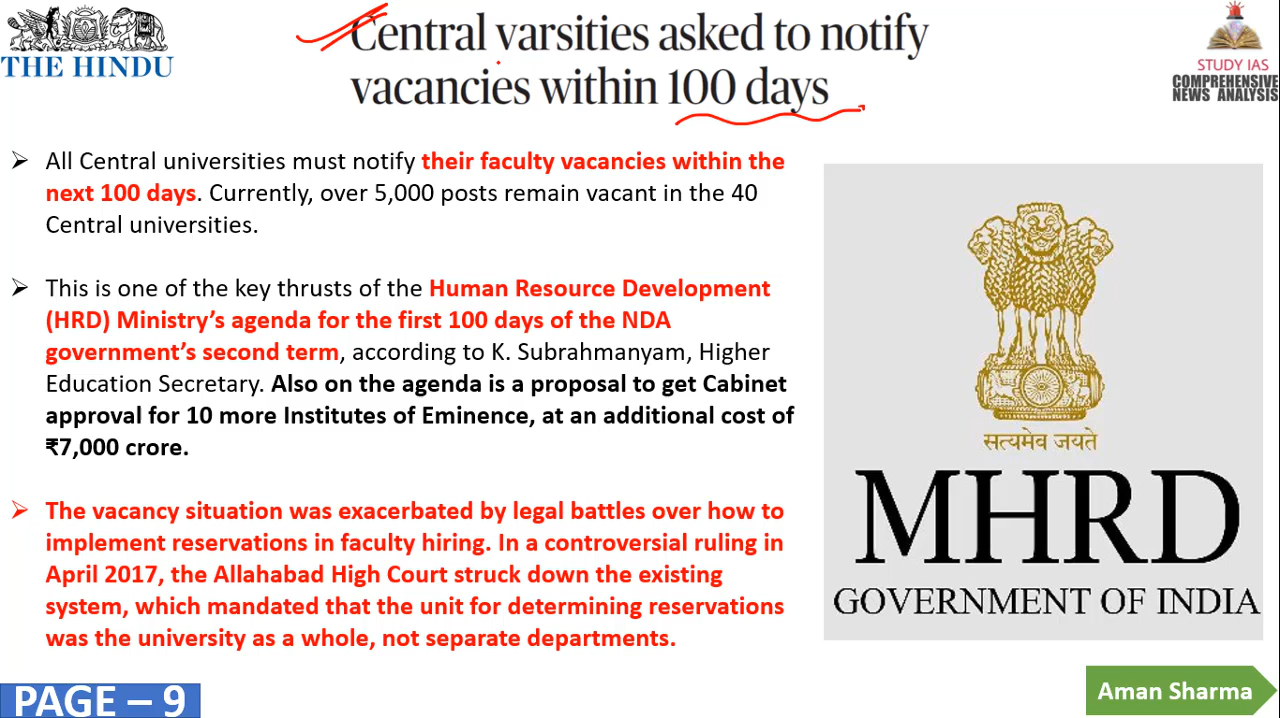 THE HINDU
Central varsities asked to notify
vacancies within 100 days
STUDY IAS
COMPREHENSIVE
NEWS ANALYSIS
➢ All Central universities must notify their faculty vacancies within the
next 100 days. Currently, over 5,000 posts remain vacant in the 40
Central universities.
➢ This is one of the key thrusts of the Human Resource Development
(HRD) Ministry’s agenda for the first 100 days of the NDA
government’s second term, according to K. Subrahmanyam, Higher
Education Secretary. Also on the agenda is a proposal to get Cabinet
approval for 10 more Institutes of Eminence, at an additional cost of
₹7,000 crore.
➢ The vacancy situation was exacerbated by legal battles over how to
implement reservations in faculty hiring. In a controversial ruling in
April 2017, the Allahabad High Court struck down the existing
system, which mandated that the unit for determining reservations
was the university as a whole, not separate departments.
सत्यमेव जयते
MHRD
GOVERNMENT OF INDIA
PAGE – 9
Aman Sharma